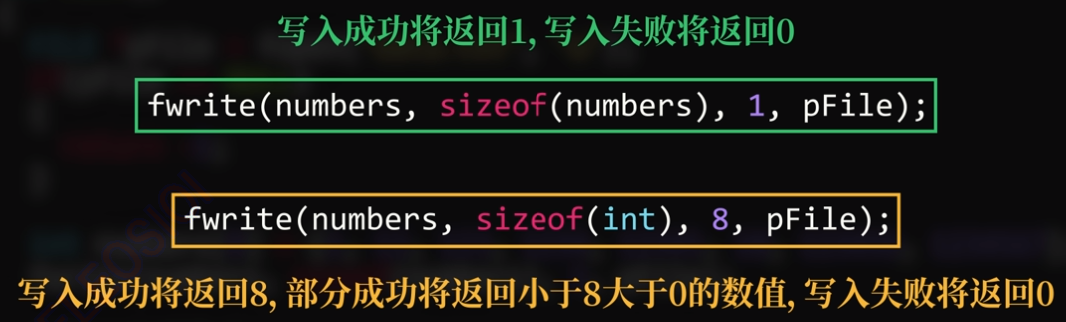 写入成功将返回1, 写入失败将返回0
fwrite(numbers, sizeof(numbers), 1, pFile);
fwrite(numbers, sizeof(int), 8, pFile);
写入成功将返回8, 部分成功将返回小于8大于0的数值, 写入失败将返回0